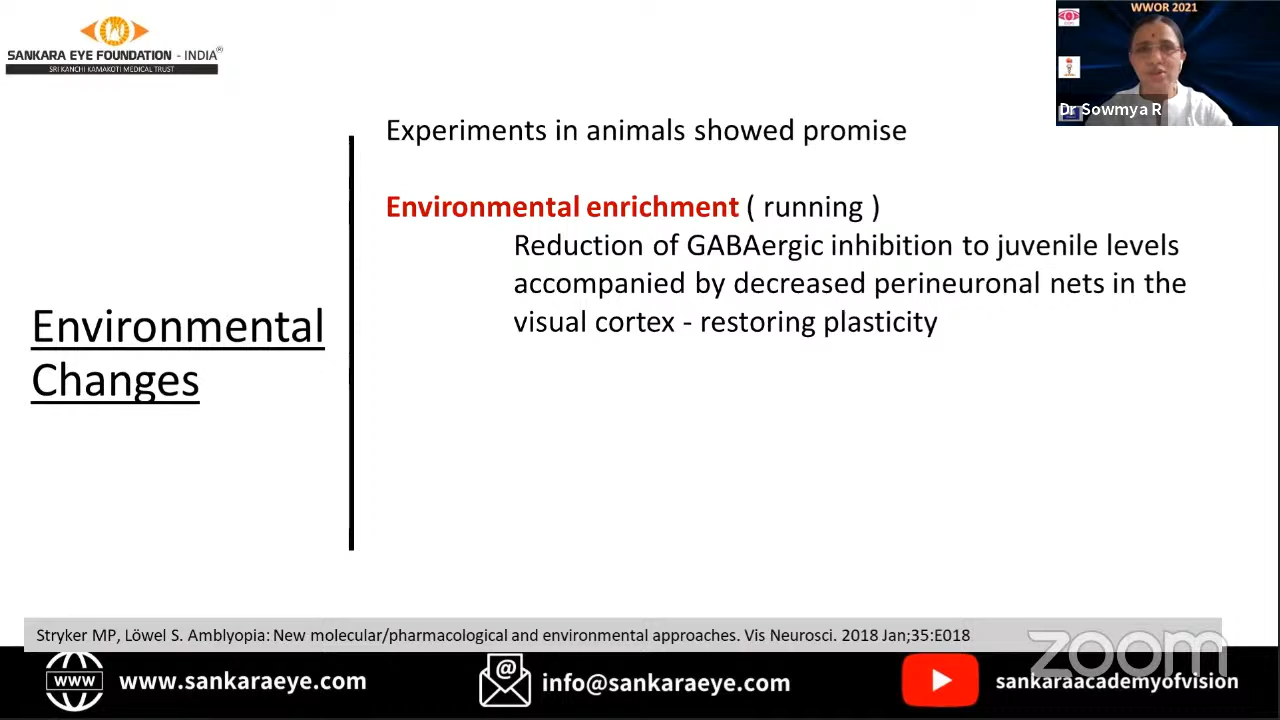 WWOR 2021
SANKARA EYE FOUNDATION - INDIA®
SRI KANCHI KAMAKOTI MEDICAL TRUST
Dr Sowmya R
Experiments in animals showed promise
Environmental enrichment ( running )
Reduction of GABAergic inhibition to juvenile levels
accompanied by decreased perineuronal nets in the
visual cortex - restoring plasticity
Environmental
Changes
Stryker MP, Löwel S. Amblyopia: New molecular/pharmacological and environmental approaches. Vis Neurosci. 2018 Jan;35:E018
zoom
WWW
www.sankaraeye.com
@
info@sankaraeye.com
sankaraacademyofvision